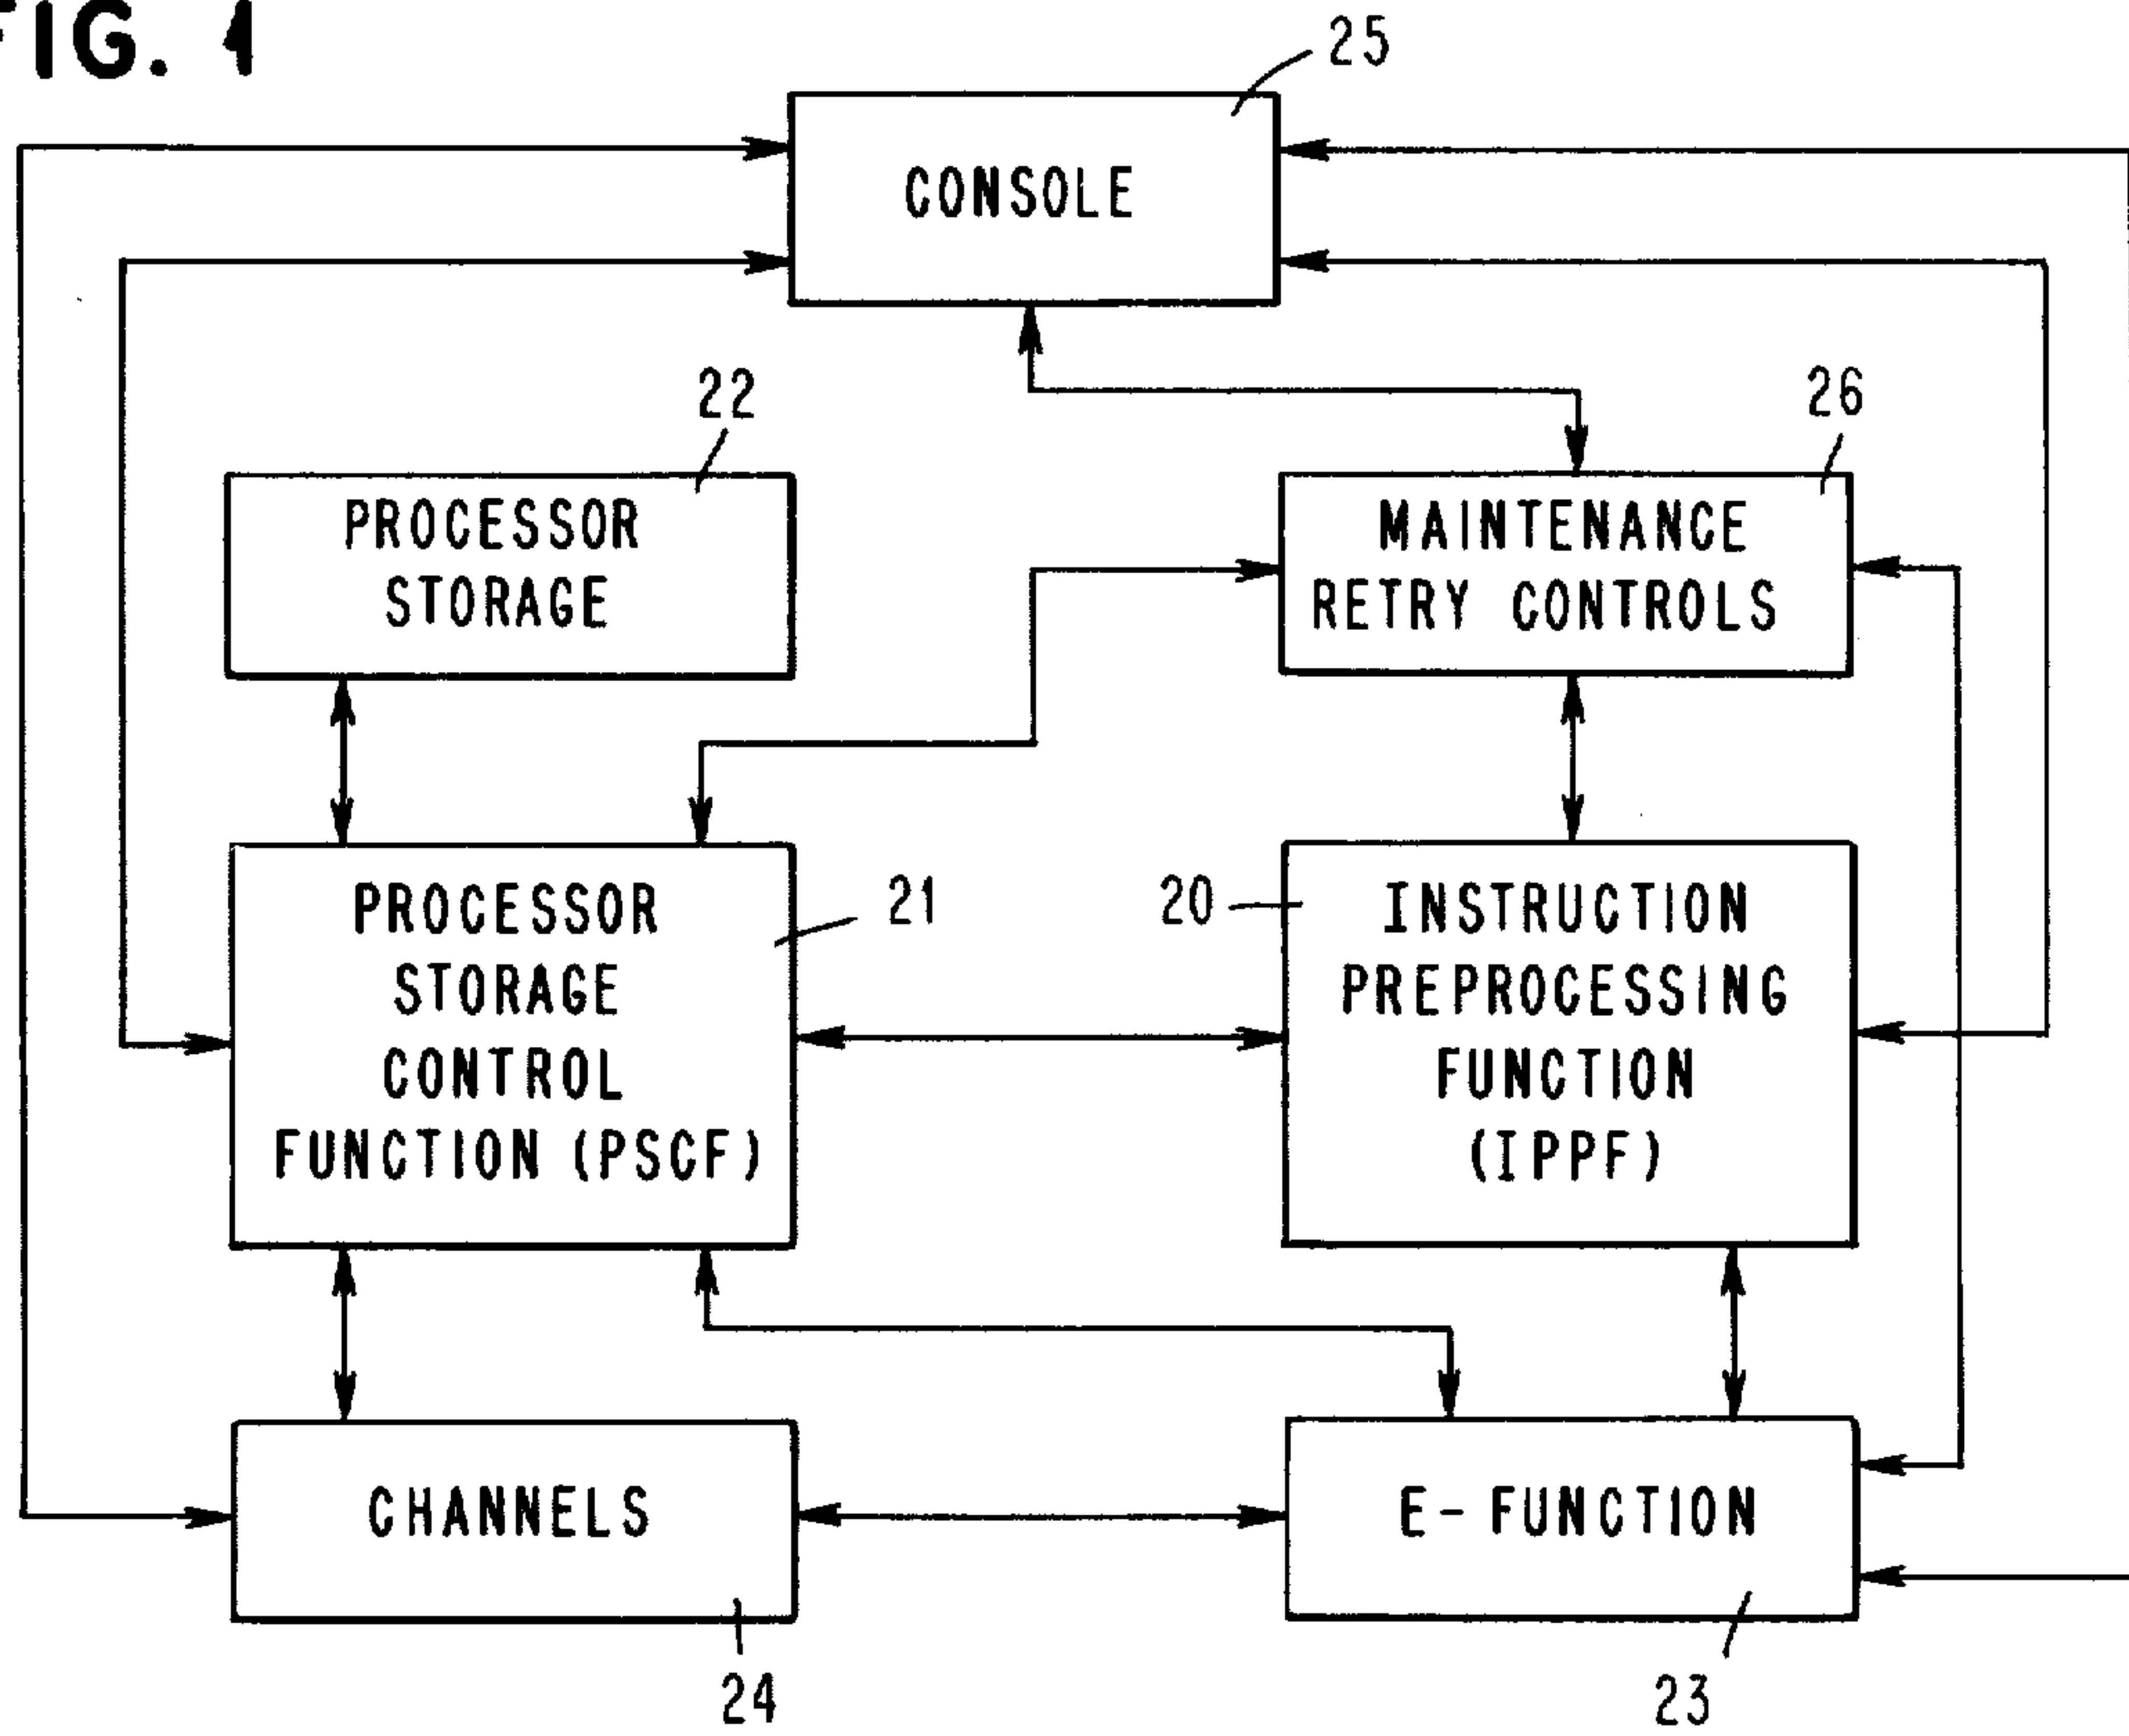 FIG. 1
25
CONSOLE
22
26
PROCESSOR
STORAGE
MAINTENANCE
RETRY CONTROLS
21
20
PROCESSOR
STORAGE
CONTROL
FUNCTION (PSCF)
INSTRUCTION
PREPROCESSING
FUNCTION
(IPPF)
CHANNELS
E-FUNCTION
24
23